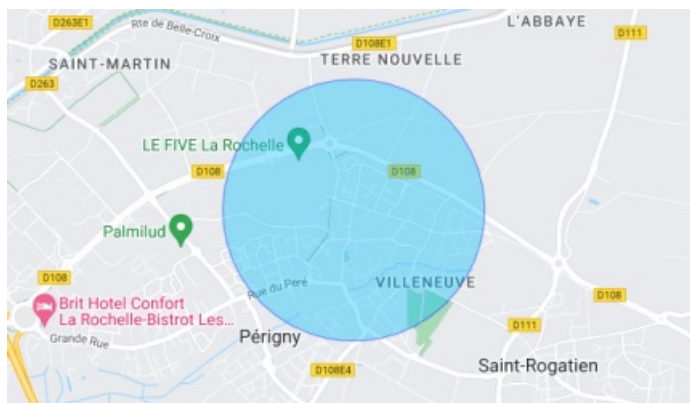 D263E1
Rte de Belle-Croix
L'ABBAYE
D108E1
D111
SAINT-MARTIN
TERRE NOUVELLE
D263
LE FIVE La Rochelle
D108
D108
Palmilud
D108
Rue du Peré
VILLENEUVE
D108
Brit Hotel Confort
La Rochelle-Bistrot Les...
Grande Rue
D111
Périgny
D108E4
Saint-Rogatien